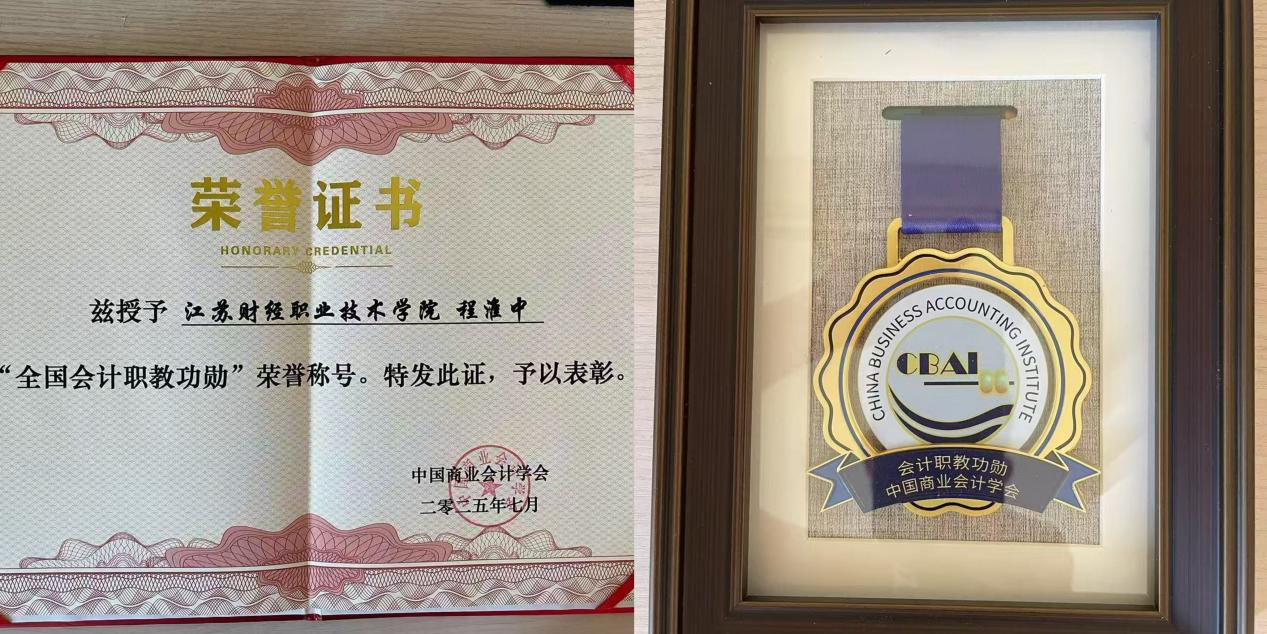 荣誉证书
HONORARY CREDENTIAL
兹授予 江苏财经职业技术学院 程淮中
“全国会计职教功勋”荣誉称号。特发此证，予以表彰。
中国商业会计学会
二零二五年七月
CHINA BUSINESS ACCOUNTING INSTITUTE
CBAI
会计职教功勋
中国商业会计学会